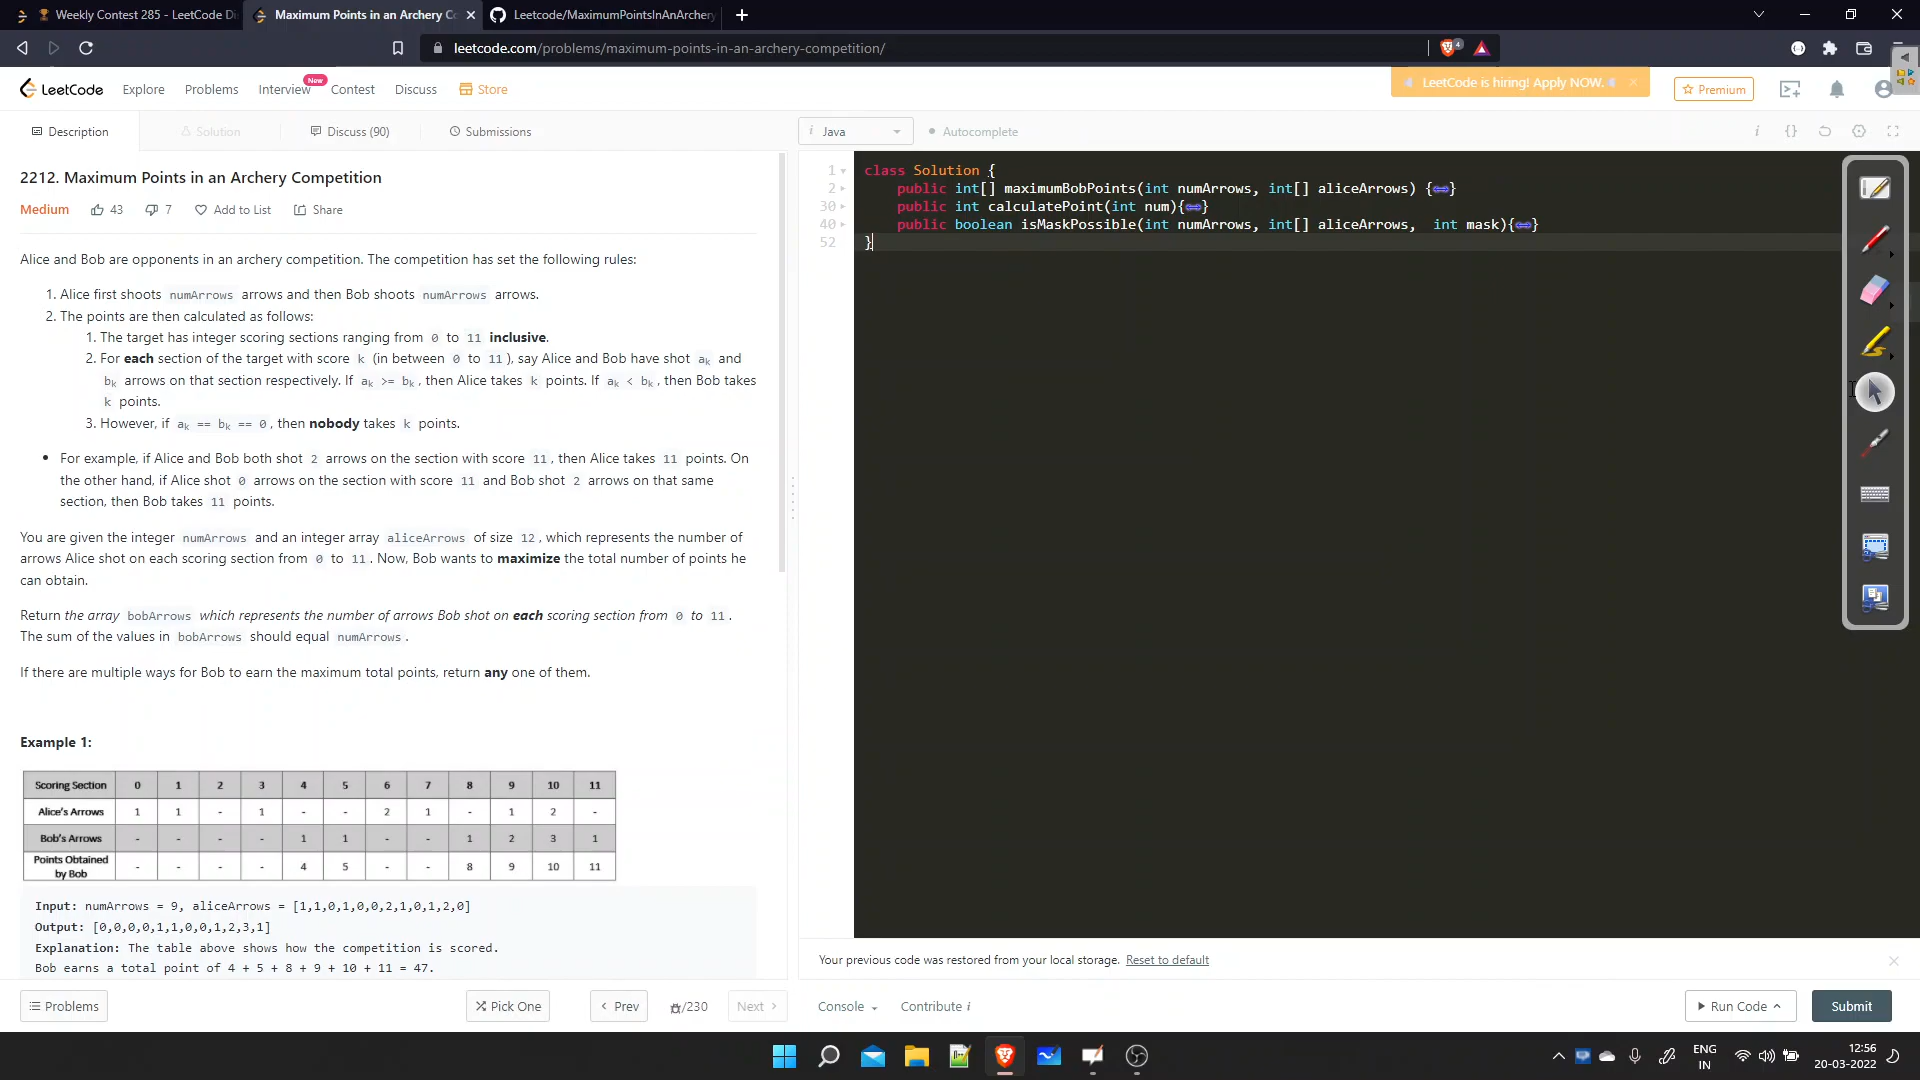 Weekly Contest 285 - LeetCode Di
Maximum Points in an Archery Co
Leetcode/MaximumPointsInAnArchery
leetcode.com/problems/maximum-points-in-an-archery-competition/
4
LeetCode
Explore
Problems
Interview
New
Contest
Discuss
Store
LeetCode is hiring! Apply NOW.
Premium
Description
Solution
Discuss (90)
Submissions
i Java
Autocomplete
2212. Maximum Points in an Archery Competition
Medium
43
7
Add to List
Share
Alice and Bob are opponents in an archery competition. The competition has set the following rules:
1. Alice first shoots numArrows arrows and then Bob shoots numArrows arrows.
2. The points are then calculated as follows:
1. The target has integer scoring sections ranging from 0 to 11 inclusive.
2. For each section of the target with score k (in between 0 to 11), say Alice and Bob have shot ak and
bk arrows on that section respectively. If ak >= bk, then Alice takes k points. If ak < bk, then Bob takes
k points.
3. However, if ak == bk == 0, then nobody takes k points.
• For example, if Alice and Bob both shot 2 arrows on the section with score 11, then Alice takes 11 points. On
the other hand, if Alice shot 0 arrows on the section with score 11 and Bob shot 2 arrows on that same
section, then Bob takes 11 points.
You are given the integer numArrows and an integer array aliceArrows of size 12, which represents the number of
arrows Alice shot on each scoring section from 0 to 11. Now, Bob wants to maximize the total number of points he
can obtain.
Return the array bobArrows which represents the number of arrows Bob shot on each scoring section from 0 to 11.
The sum of the values in bobArrows should equal numArrows.
If there are multiple ways for Bob to earn the maximum total points, return any one of them.
Example 1:
Scoring Section 0 1 2 3 4 5 6 7 8 9 10 11
Alice's Arrows 1 1 - 1 - - 2 1 - 1 2 -
Bob's Arrows - - - - 1 1 - - 1 2 3 1
Points Obtained by Bob - - - - 4 5 - - 8 9 10 11
Input: numArrows = 9, aliceArrows = [1,1,0,1,0,0,2,1,0,1,2,0]
Output: [0,0,0,0,1,1,0,0,1,2,3,1]
Explanation: The table above shows how the competition is scored.
Bob earns a total point of 4 + 5 + 8 + 9 + 10 + 11 = 47.
1 class Solution {
2 public int[] maximumBobPoints(int numArrows, int[] aliceArrows) {↔}
30 public int calculatePoint(int num){↔}
40 public boolean isMaskPossible(int numArrows, int[] aliceArrows,  int mask){↔}
52 }
Your previous code was restored from your local storage. Reset to default
Problems
Pick One
Prev
/230
Next
Console
Contribute i
Run Code
Submit
ENG
IN
12:56
20-03-2022